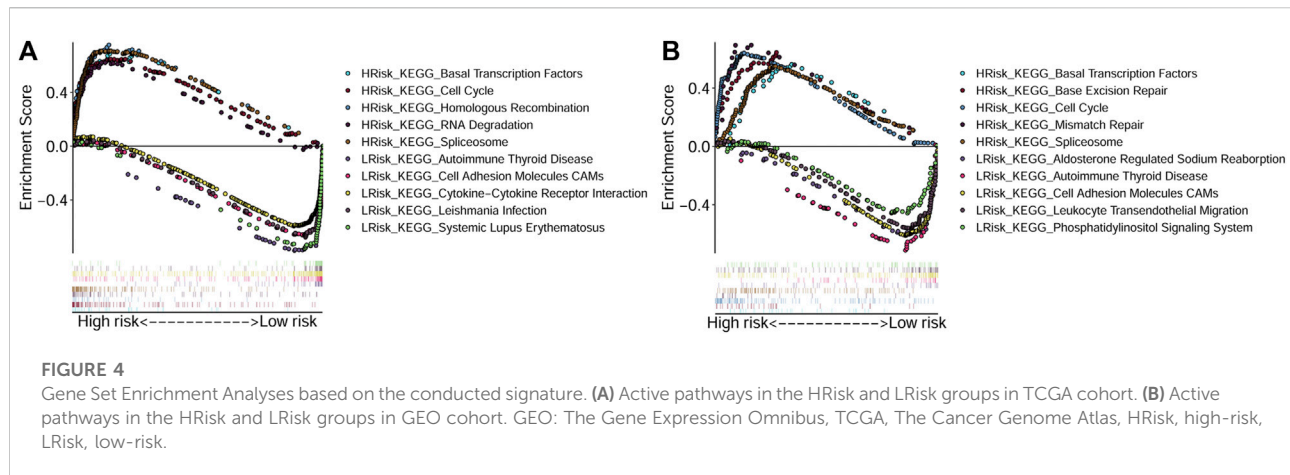 A
Enrichment Score
0.4
0.0
−0.4
HRisk_KEGG_Basal Transcription Factors
HRisk_KEGG_Cell Cycle
HRisk_KEGG_Homologous Recombination
HRisk_KEGG_RNA Degradation
HRisk_KEGG_Spliceosome
LRisk_KEGG_Autoimmune Thyroid Disease
LRisk_KEGG_Cell Adhesion Molecules CAMs
LRisk_KEGG_Cytokine−Cytokine Receptor Interaction
LRisk_KEGG_Leishmania Infection
LRisk_KEGG_Systemic Lupus Erythematosus
High risk<----------->Low risk
B
Enrichment Score
0.4
0.0
−0.4
HRisk_KEGG_Basal Transcription Factors
HRisk_KEGG_Base Excision Repair
HRisk_KEGG_Cell Cycle
HRisk_KEGG_Mismatch Repair
HRisk_KEGG_Spliceosome
LRisk_KEGG_Aldosterone Regulated Sodium Reaborption
LRisk_KEGG_Autoimmune Thyroid Disease
LRisk_KEGG_Cell Adhesion Molecules CAMs
LRisk_KEGG_Leukocyte Transendothelial Migration
LRisk_KEGG_Phosphatidylinositol Signaling System
High risk<----------->Low risk
FIGURE 4
Gene Set Enrichment Analyses based on the conducted signature. (A) Active pathways in the HRisk and LRisk groups in TCGA cohort. (B) Active
pathways in the HRisk and LRisk groups in GEO cohort. GEO: The Gene Expression Omnibus, TCGA, The Cancer Genome Atlas, HRisk, high-risk,
LRisk, low-risk.